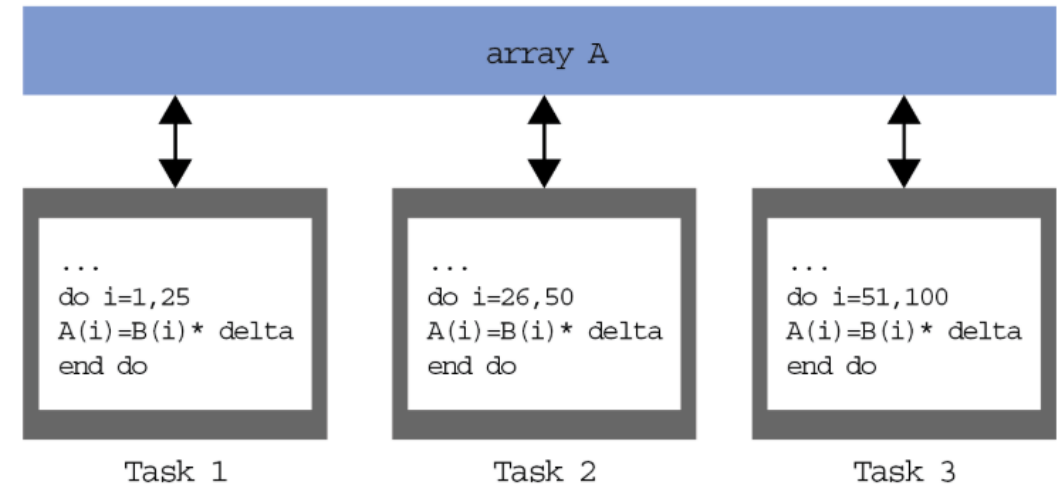 array A
...
do i=1,25
A(i)=B(i)* delta
end do
Task 1
...
do i=26,50
A(i)=B(i)* delta
end do
Task 2
...
do i=51,100
A(i)=B(i)* delta
end do
Task 3